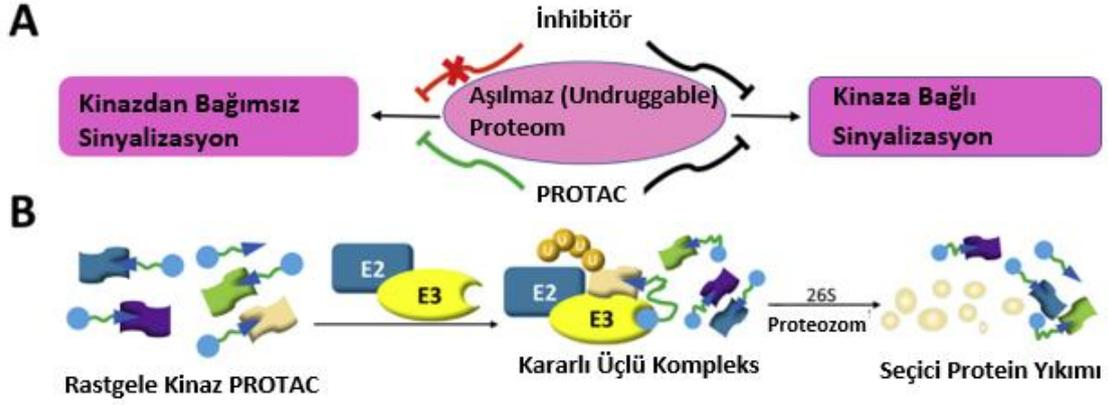 A
İnhibitör
Kinazdan Bağımsız
Sinyalizasyon
Aşılmaz (Undruggable)
Proteom
Kinaza Bağlı
Sinyalizasyon
PROTAC
B
E2
E3
U
U
U
U
U
E2
E3
26S
Proteozom
Rastgele Kinaz PROTAC
Kararlı Üçlü Kompleks
Seçici Protein Yıkımı